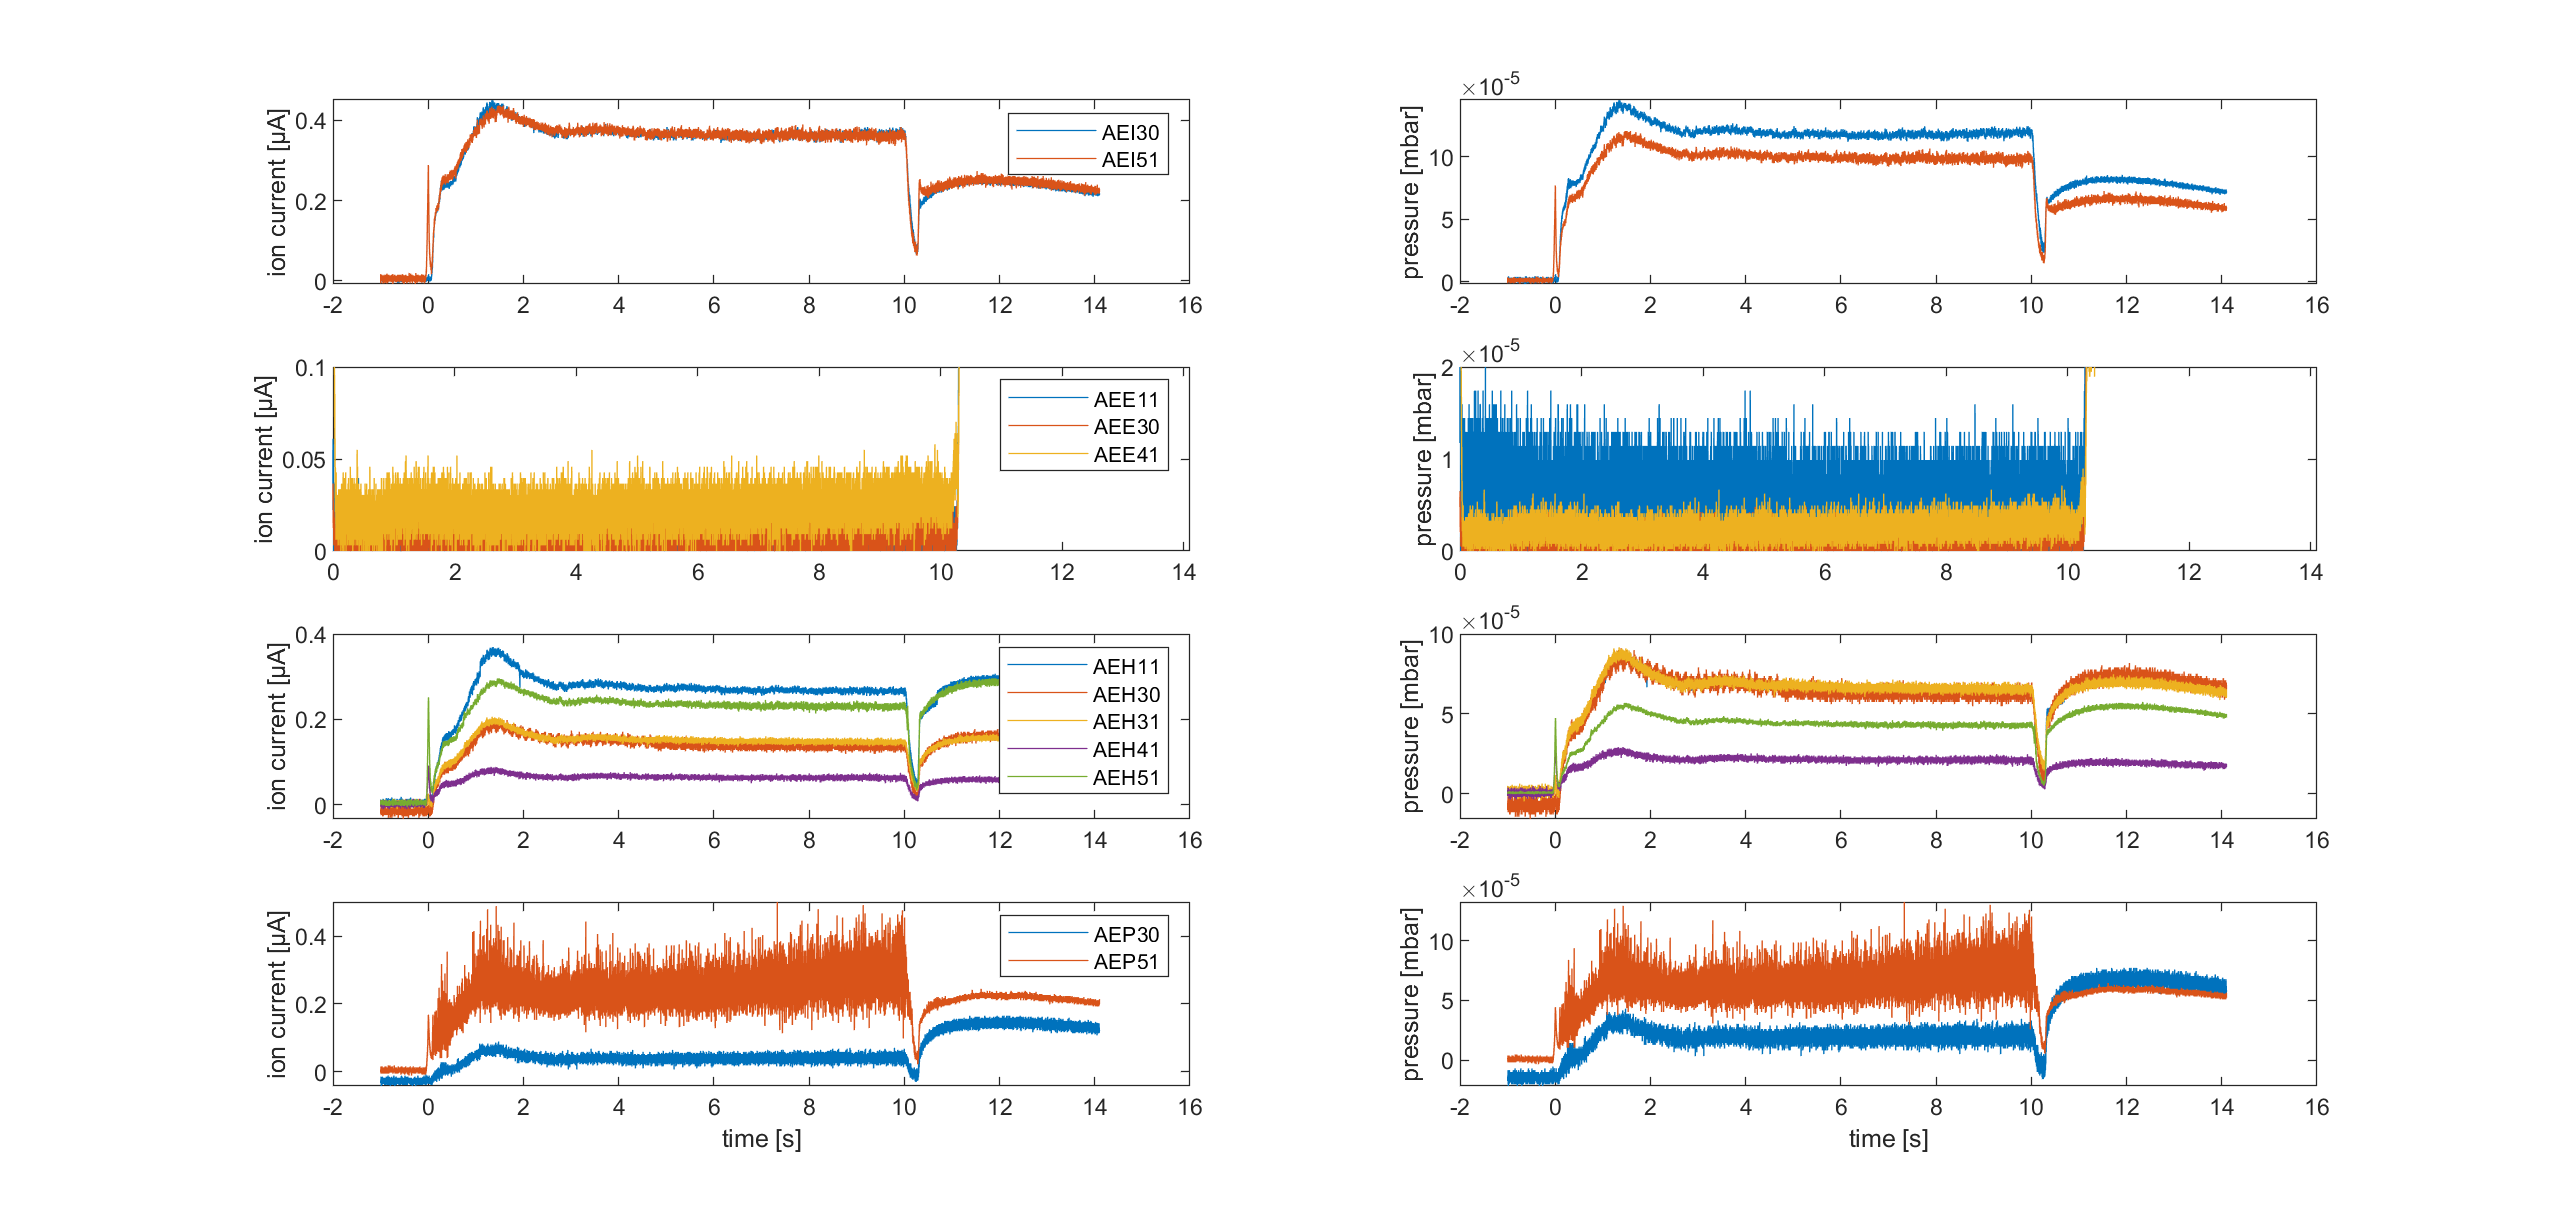 ion current [µA]
0.4
0.2
0
-2 0 2 4 6 8 10 12 14 16
AEI30
AEI51
×10-5
pressure [mbar]
10
5
0
-2 0 2 4 6 8 10 12 14 16
ion current [µA]
0.1
0.05
0
0 2 4 6 8 10 12 14
AEE11
AEE30
AEE41
×10-5
pressure [mbar]
2
1
0
0 2 4 6 8 10 12 14
ion current [µA]
0.4
0.2
0
-2 0 2 4 6 8 10 12 14 16
AEH11
AEH30
AEH31
AEH41
AEH51
×10-5
pressure [mbar]
10
5
0
-2 0 2 4 6 8 10 12 14 16
ion current [µA]
0.4
0.2
0
-2 0 2 4 6 8 10 12 14 16
time [s]
AEP30
AEP51
×10-5
pressure [mbar]
10
5
0
-2 0 2 4 6 8 10 12 14 16
time [s]